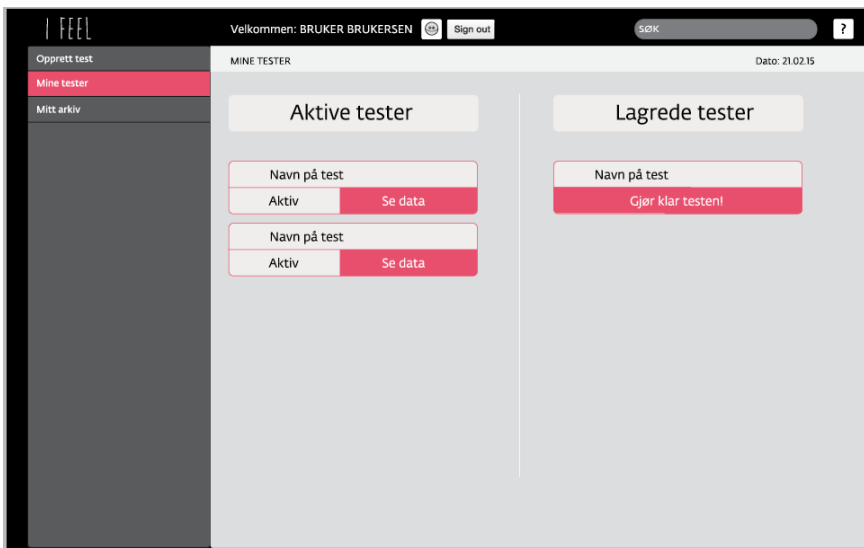 I FEEL
Velkommen: BRUKER BRUKERSEN
Sign out
SØK
?
Opprett test
Mine tester
Mitt arkiv
MINE TESTER
Dato: 21.02.15
Aktive tester
Navn på test
Aktiv
Se data
Navn på test
Aktiv
Se data
Lagrede tester
Navn på test
Gjør klar testen!